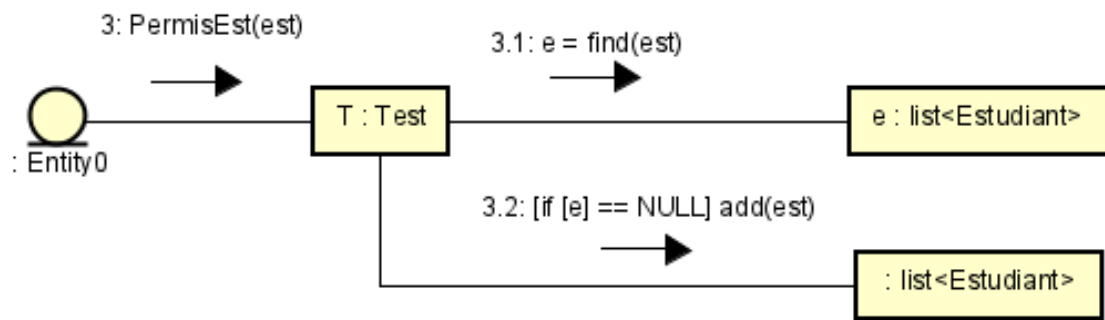 3: PermisEst(est)
3.1: e = find(est)
T : Test
e : list<Estudiant>
: Entity0
3.2: [if [e] == NULL] add(est)
: list<Estudiant>